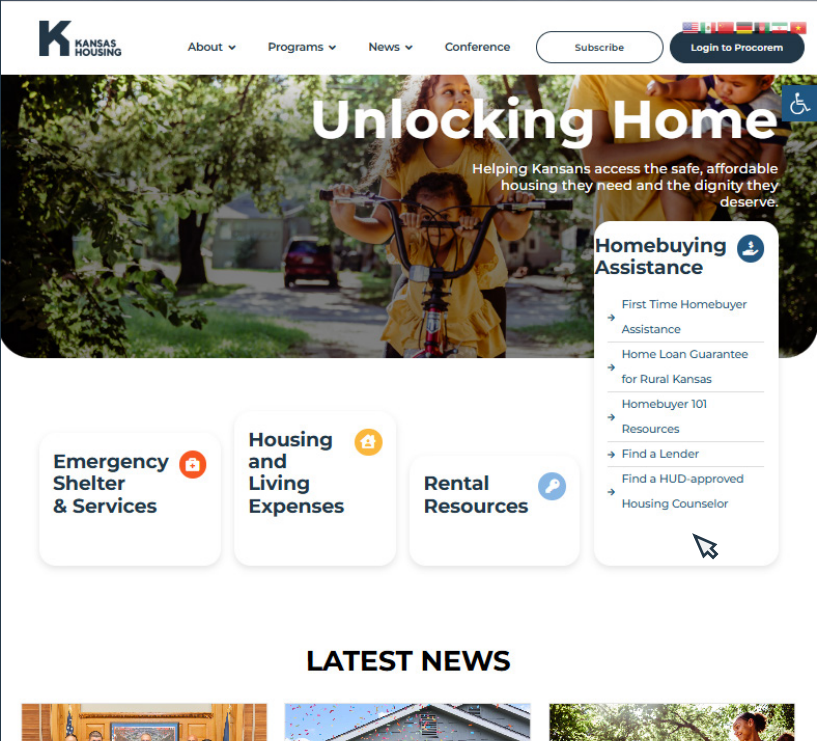 KANSAS
HOUSING
About
Programs
News
Conference
Subscribe
Login to Procorem
Unlocking Home
Helping Kansans access the safe, affordable
housing they need and the dignity they
deserve.
Homebuying
Assistance
First Time Homebuyer
Assistance
Home Loan Guarantee
for Rural Kansas
Homebuyer 101
Resources
Find a Lender
Find a HUD-approved
Housing Counselor
Emergency
Shelter
& Services
Housing
and
Living
Expenses
Rental
Resources
LATEST NEWS